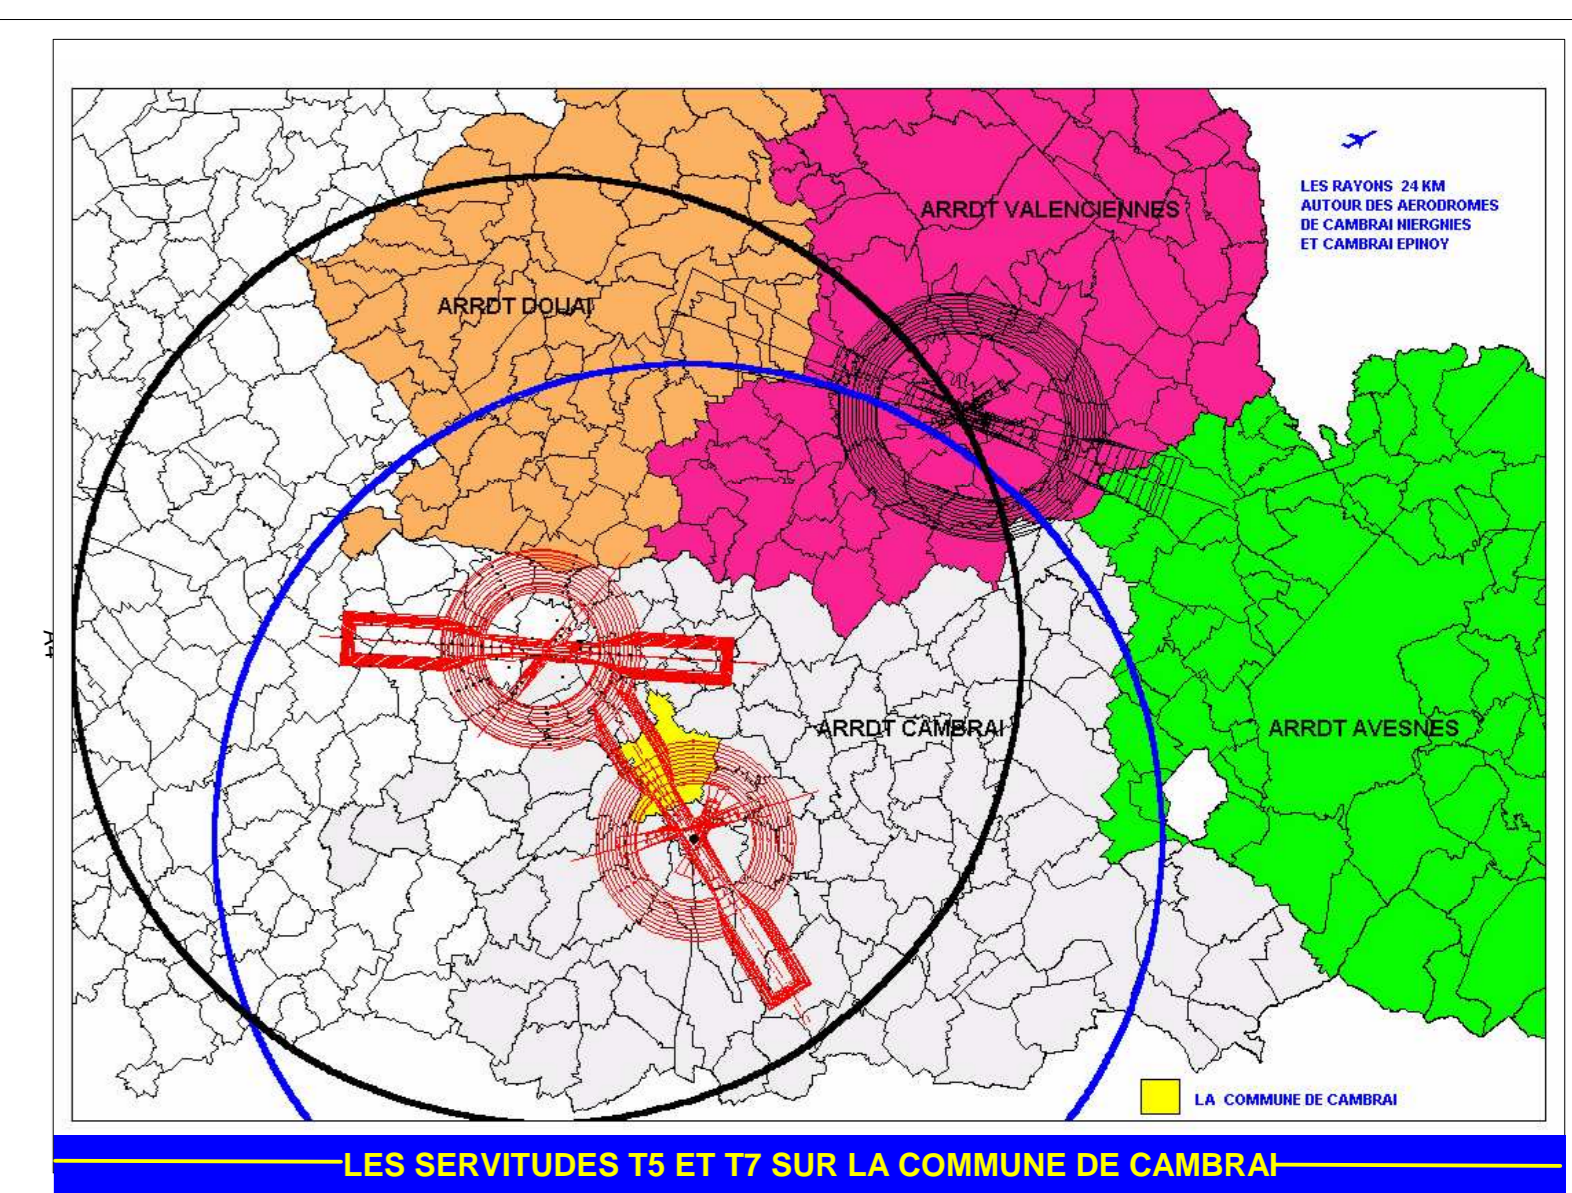 LES RAYONS 24 KM
AUTOUR DES AERODROMES
DE CAMBRAI NIERGNIES
ET CAMBRAI EPINOY
ARRDT VALENCIENNES
ARRDT DOUAI
ARRDT CAMBRAI
ARRDT AVESNES
LA COMMUNE DE CAMBRAI
LES SERVITUDES T5 ET T7 SUR LA COMMUNE DE CAMBRAI